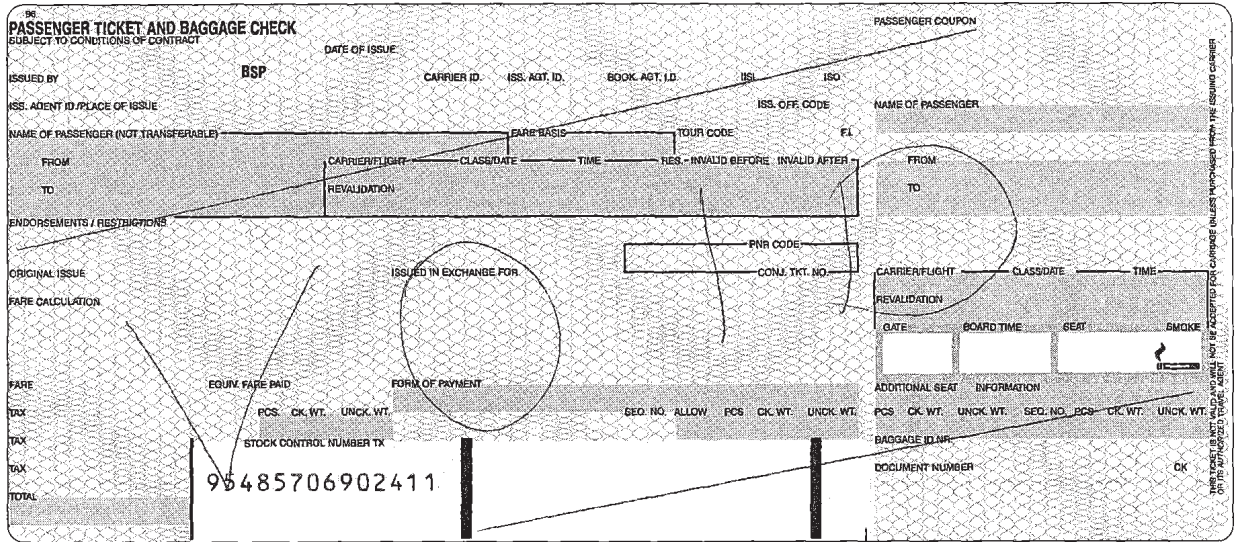 96
PASSENGER TICKET AND BAGGAGE CHECK
SUBJECT TO CONDITIONS OF CONTRACT
PASSENGER COUPON
DATE OF ISSUE
ISSUED BY BSP CARRIER ID. ISS. AGT. ID. BOOK. AGT. I.D. ISI. ISO
ISS. AGENT ID/PLACE OF ISSUE ISS. OFF. CODE NAME OF PASSENGER
NAME OF PASSENGER (NOT TRANSFERABLE) FARE BASIS TOUR CODE F.I.
FROM CARRIER/FLIGHT CLASS/DATE TIME RES. INVALID BEFORE INVALID AFTER FROM
TO REVALIDATION TO
ENDORSEMENTS / RESTRICTIONS
PNR CODE
ORIGINAL ISSUE ISSUED IN EXCHANGE FOR CONJ. TKT. NO. CARRIER/FLIGHT CLASS/DATE TIME
FARE CALCULATION REVALIDATION
GATE BOARD TIME SEAT SMOKE
FARE EQUIV. FARE PAID FORM OF PAYMENT ADDITIONAL SEAT INFORMATION
TAX PCS. CK. WT. UNCK. WT. SEQ. NO. ALLOW PCS CK. WT. UNCK. WT. PCS CK. WT. UNCK. WT. SEQ. NO. PCS CK. WT. UNCK. WT.
TAX STOCK CONTROL NUMBER TX BAGGAGE ID NR.
TAX DOCUMENT NUMBER CK
95485706902411
TOTAL
VOID
THIS TICKET IS NOT VALID AND WILL NOT BE ACCEPTED FOR CARRIAGE UNLESS PURCHASED FROM THE ISSUING CARRIER
OR ITS AUTHORIZED TRAVEL AGENT